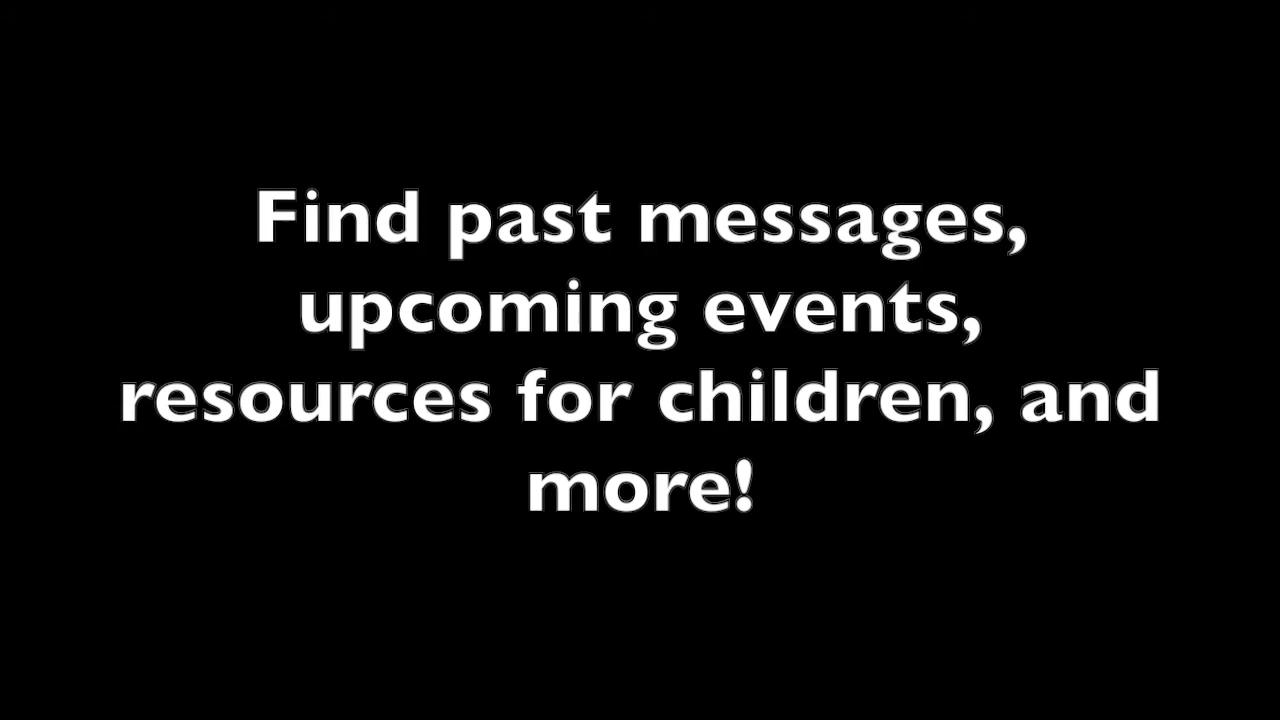 Find past messages,
upcoming events,
resources for children, and
more!